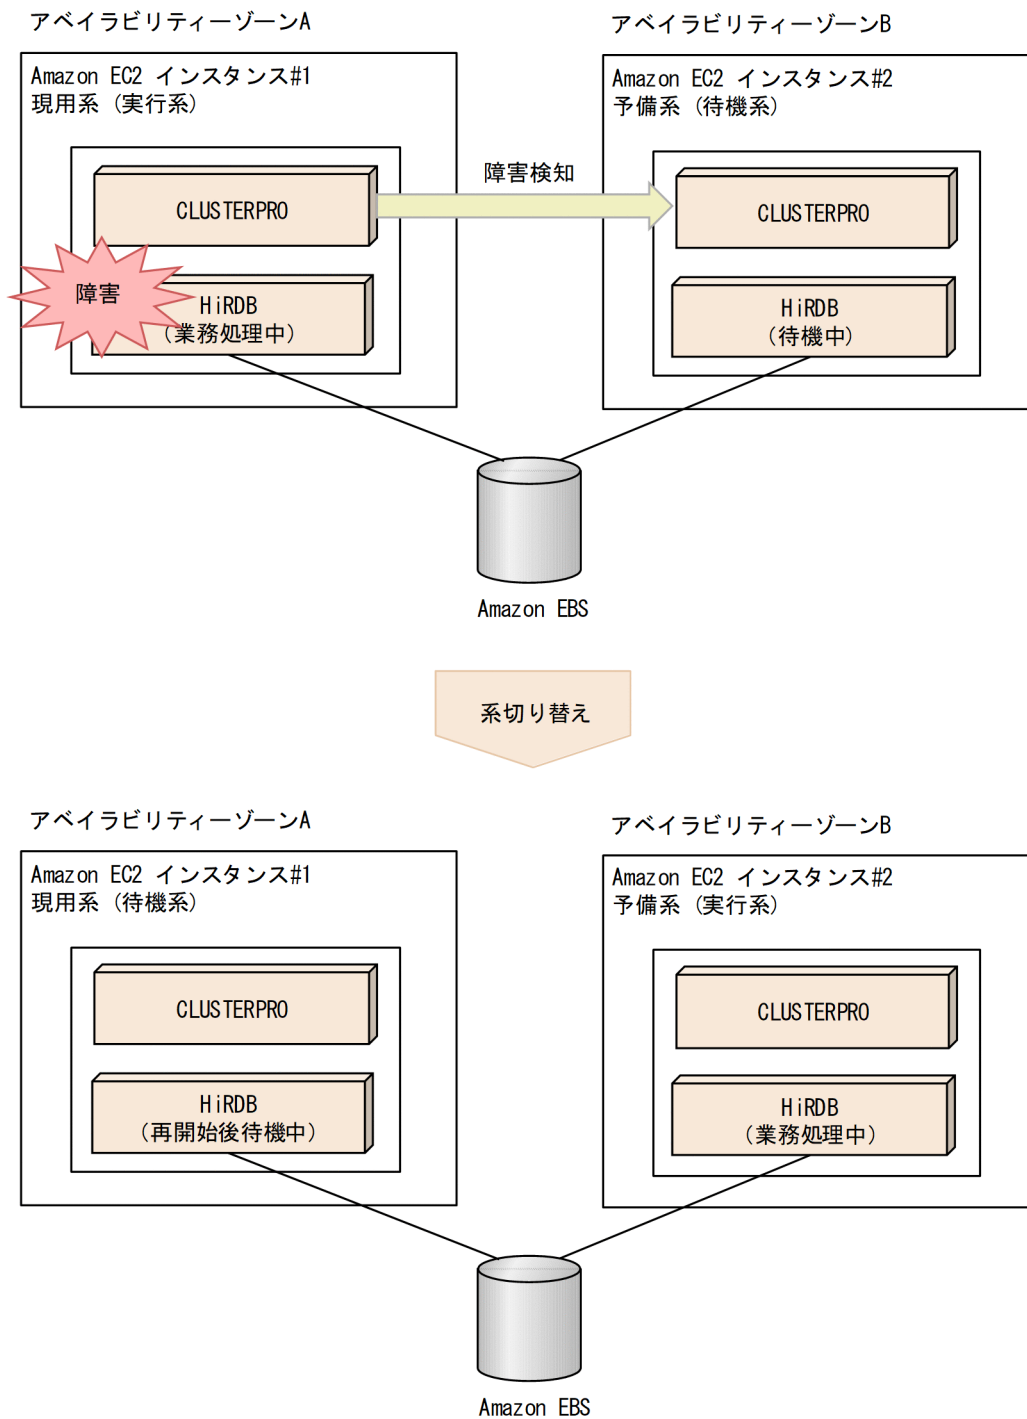 アベイラビリティーゾーンA
アベイラビリティーゾーンB
Amazon EC2 インスタンス#1
現用系（実行系）
Amazon EC2 インスタンス#2
予備系（待機系）
障害検知
CLUSTERPRO
CLUSTERPRO
障害
HiRDB
（業務処理中）
HiRDB
（待機中）
Amazon EBS
系切り替え
アベイラビリティーゾーンA
アベイラビリティーゾーンB
Amazon EC2 インスタンス#1
現用系（待機系）
Amazon EC2 インスタンス#2
予備系（実行系）
CLUSTERPRO
CLUSTERPRO
HiRDB
（再開始後待機中）
HiRDB
（業務処理中）
Amazon EBS